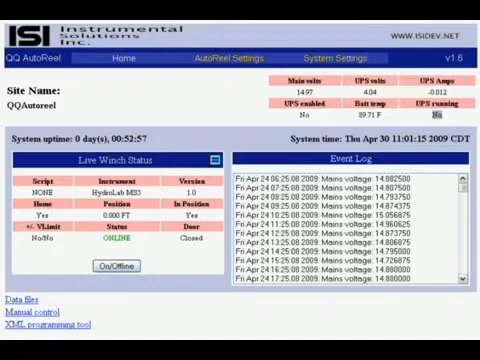 ISI Instrumental Solutions Inc.
WWW.ISIDEV.NET
QQ AutoReel Home AutoReel Settings System Settings v1.6
Site Name:
QQAutoreel
Main volts UPS volts UPS Amps
14.97 4.04 -0.012
UPS enabled Batt temp UPS running
No 89.71 F No
System uptime: 0 day(s), 00:52:57
System time: Thu Apr 30 11:01:15 2009 CDT
Live Winch Status
Script Instrument Version
NONE HydroLab MS5 1.0
Home Position In Position
Yes 0.000 FT Yes
+/- VLimit Status Door
No/No ONLINE Closed
On/Offline
Event Log
Fri Apr 24 06:25:08 2009: Mains voltage: 14.882500
Fri Apr 24 07:25:08 2009: Mains voltage: 14.880000
Fri Apr 24 08:25:08 2009: Mains voltage: 14.793750
Fri Apr 24 09:25:08 2009: Mains voltage: 14.874375
Fri Apr 24 10:25:08 2009: Mains voltage: 15.056875
Fri Apr 24 11:25:08 2009: Mains voltage: 14.960625
Fri Apr 24 12:25:08 2009: Mains voltage: 14.873750
Fri Apr 24 13:25:08 2009: Mains voltage: 14.806875
Fri Apr 24 14:25:08 2009: Mains voltage: 14.880000
Fri Apr 24 15:25:08 2009: Mains voltage: 14.726875
Fri Apr 24 16:25:08 2009: Mains voltage: 14.880000
Fri Apr 24 17:25:08 2009: Mains voltage: 14.880000
Data files
Manual control
XML programming tool